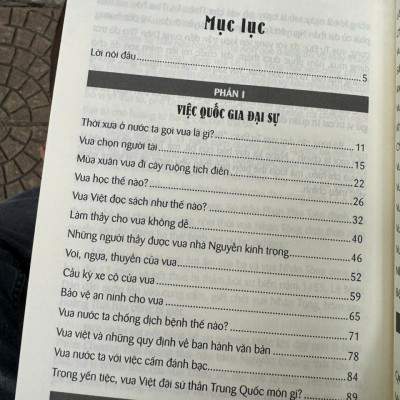 Mục lục
Lời nói đầu 5
PHẦN I
VIỆC QUỐC GIA ĐẠI SỰ
Thời xưa ở nước ta gọi vua là gì? 11
Vua chọn người tài 15
Mùa xuân vua đi cày ruộng tịch điền 22
Vua học thế nào? 26
Vua Việt đọc sách như thế nào? 32
Làm thầy cho vua không dễ 40
Những người thầy được vua nhà Nguyễn kính trọng 46
Voi, ngựa, thuyền của vua 52
Cầu kỳ xe cộ của vua 59
Bảo vệ an ninh cho vua 65
Vua nước ta chống dịch bệnh thế nào? 71
Vua việt và những quy định về ban hành văn bản 78
Vua nước ta với việc cấm đánh bạc 84
Trong yến tiệc, vua Việt đãi sứ thần Trung Quốc món gì? 89